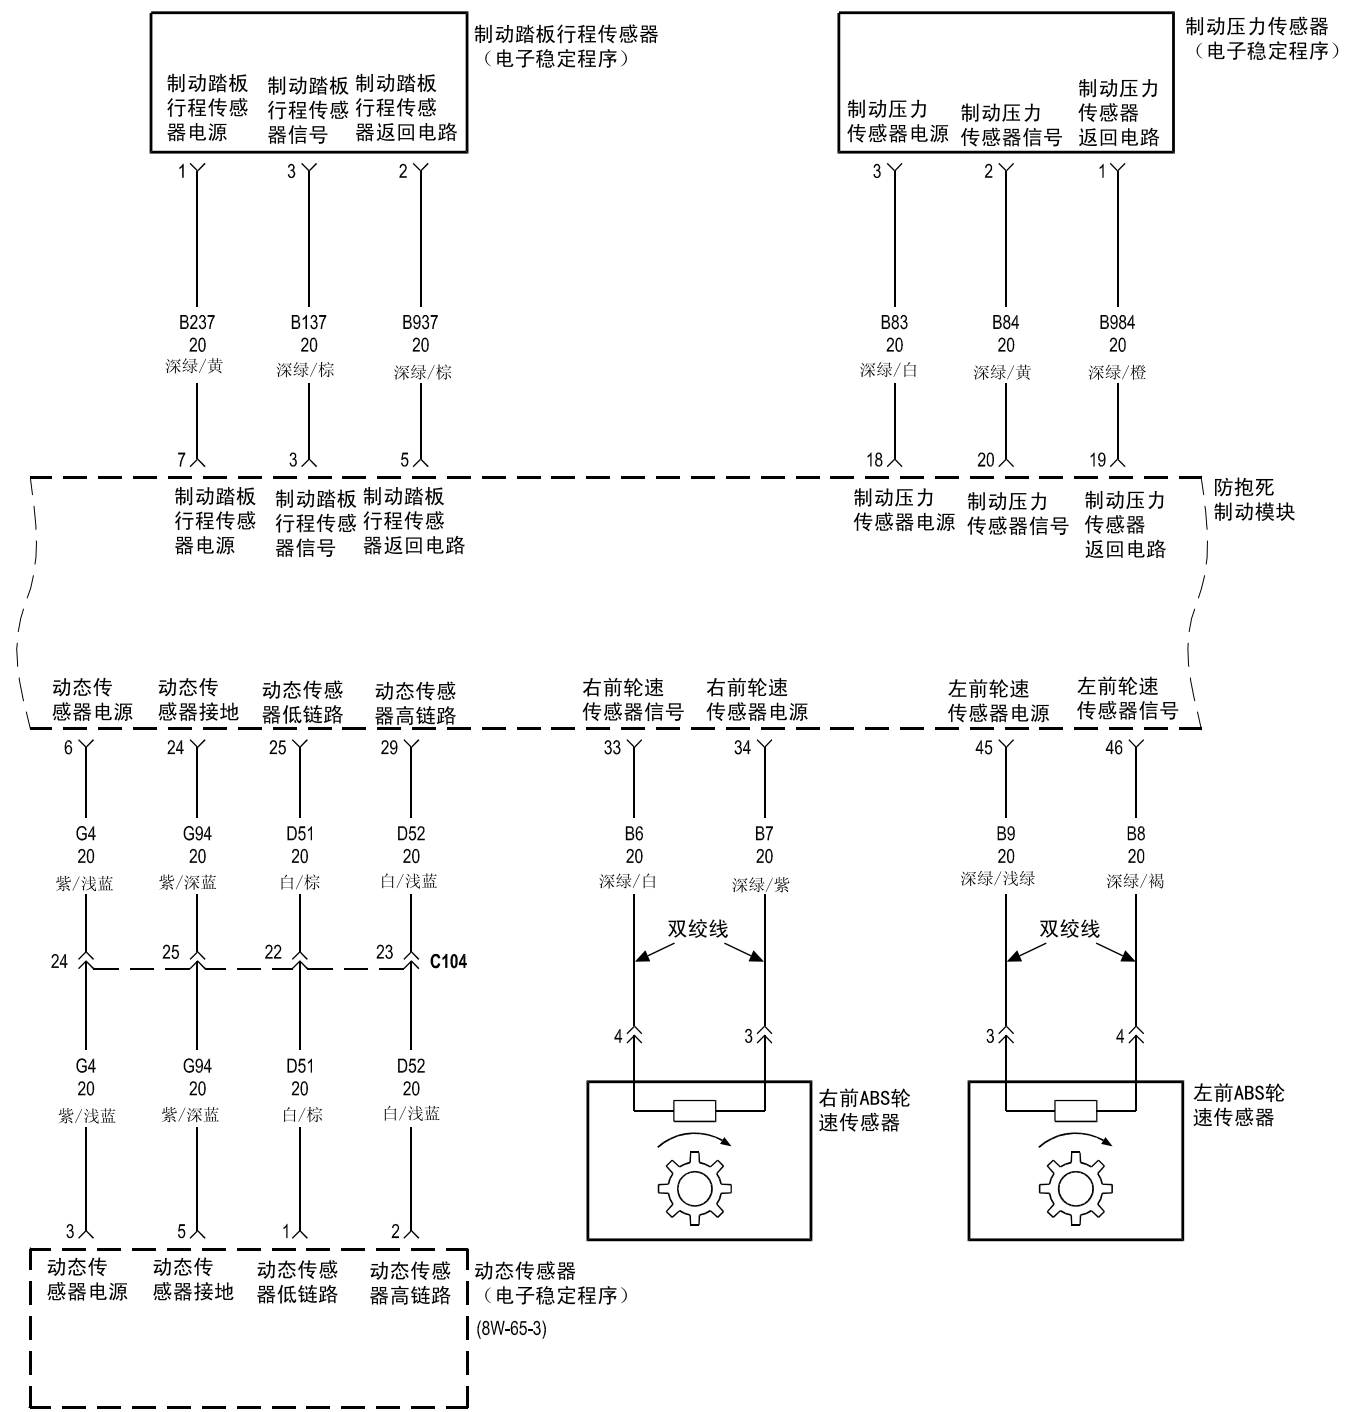 制动踏板行程传感器
（电子稳定程序）
制动踏板
行程传感
器电源
制动踏板
行程传感
器信号
制动踏板
行程传感
器返回电路
制动压力传感器
（电子稳定程序）
制动压力
传感器电源
制动压力
传感器信号
制动压力
传感器
返回电路
1
3
2
3
2
1
B237
20
深绿/黄
B137
20
深绿/棕
B937
20
深绿/棕
B83
20
深绿/白
B84
20
深绿/黄
B984
20
深绿/橙
7
3
5
18
20
19
防抱死
制动模块
制动踏板
行程传感
器电源
制动踏板
行程传感
器信号
制动踏板
行程传感
器返回电路
制动压力
传感器电源
制动压力
传感器信号
制动压力
传感器
返回电路
动态传
感器电源
动态传
感器接地
动态传感
器低链路
动态传感
器高链路
右前轮速
传感器信号
右前轮速
传感器电源
左前轮速
传感器电源
左前轮速
传感器信号
6
24
25
29
33
34
45
46
G4
20
紫/浅蓝
G94
20
紫/深蓝
D51
20
白/棕
D52
20
白/浅蓝
B6
20
深绿/白
B7
20
深绿/紫
B9
20
深绿/浅绿
B8
20
深绿/褐
双绞线
双绞线
24
25
22
23
C104
4
3
3
4
G4
20
紫/浅蓝
G94
20
紫/深蓝
D51
20
白/棕
D52
20
白/浅蓝
右前ABS轮
速传感器
左前ABS轮
速传感器
3
5
1
2
动态传
感器电源
动态传
感器接地
动态传感
器低链路
动态传感
器高链路
动态传感器
（电子稳定程序）
(8W-65-3)